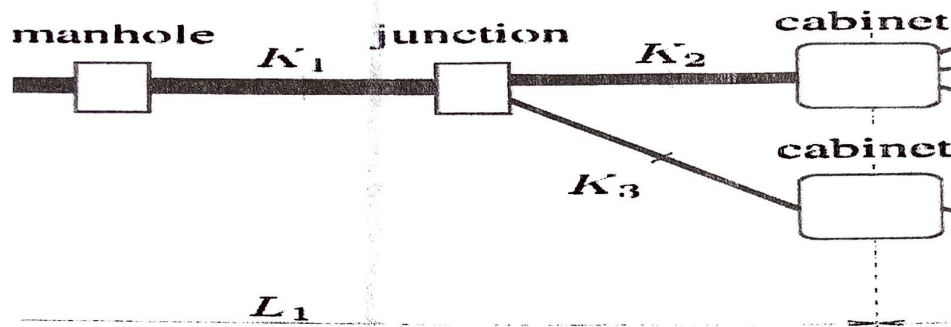 cabinet
manhole junction
K₁ K₂
cabinet
K₃
L₁